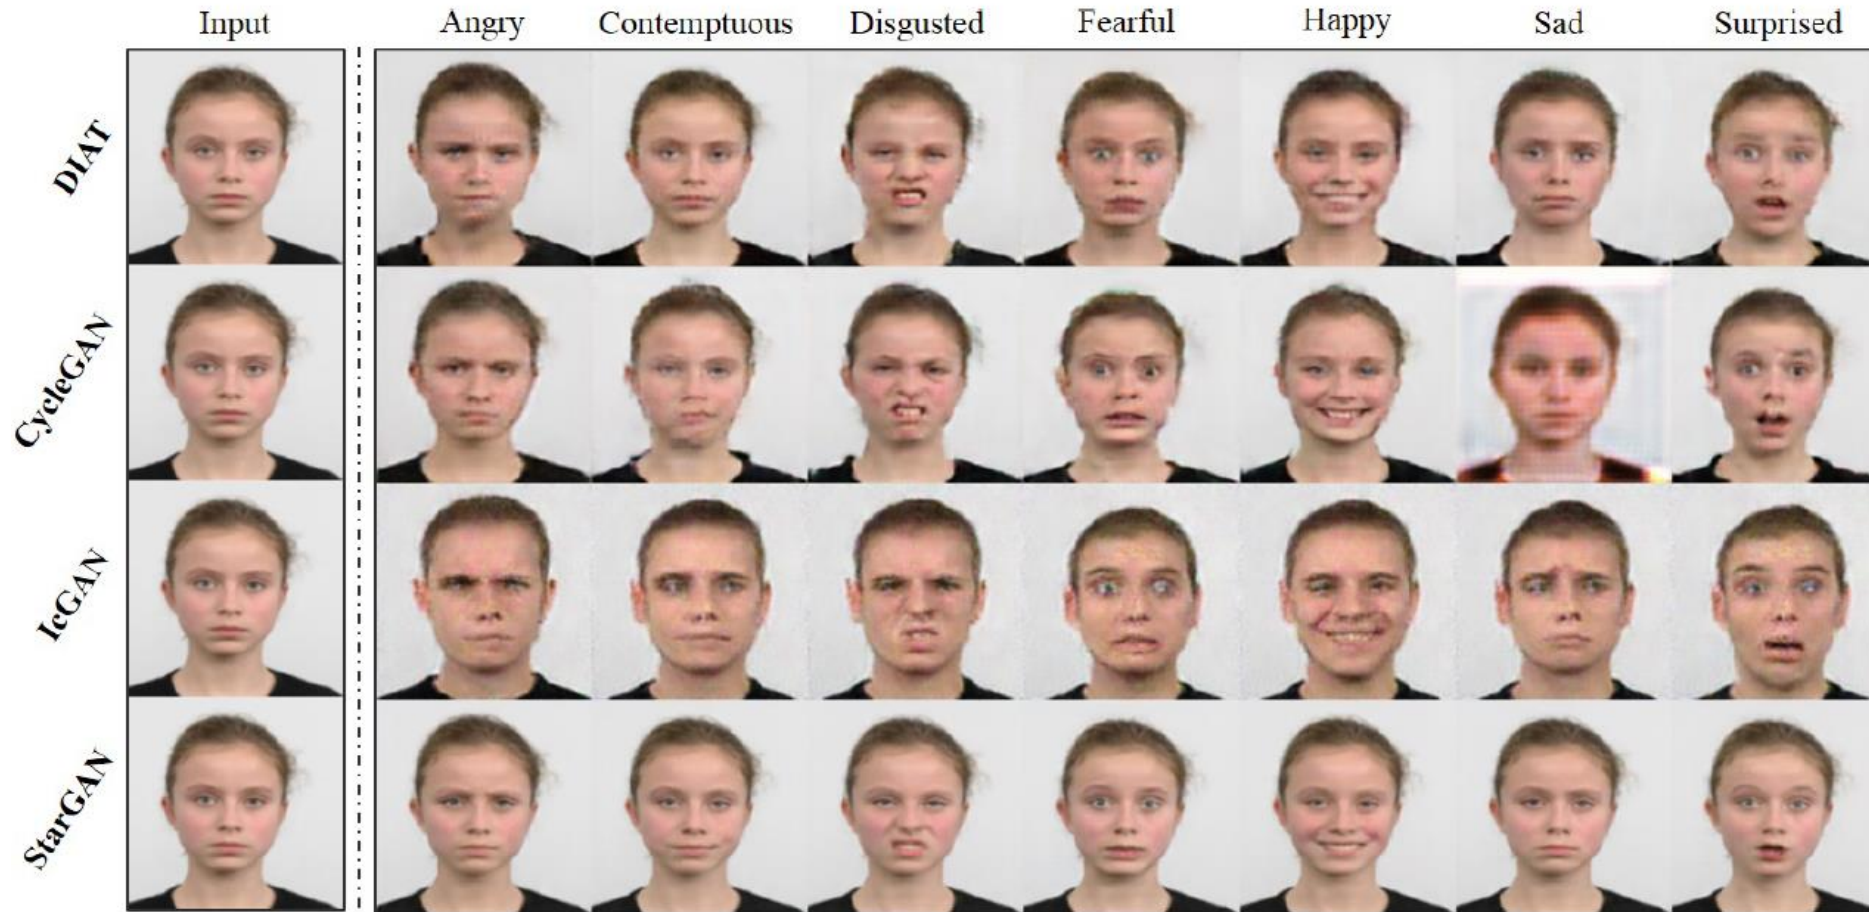 Input Angry Contemptuous Disgusted Fearful Happy Sad Surprised
DIAT
CycleGAN
IcGAN
StarGAN